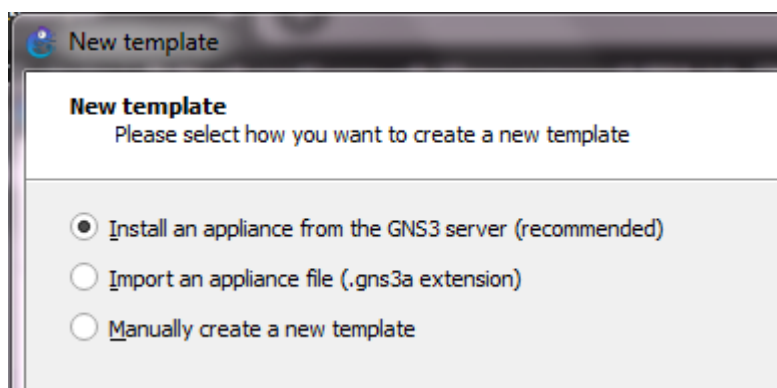 New template
New template
Please select how you want to create a new template
Install an appliance from the GNS3 server (recommended)
Import an appliance file (.gns3a extension)
Manually create a new template